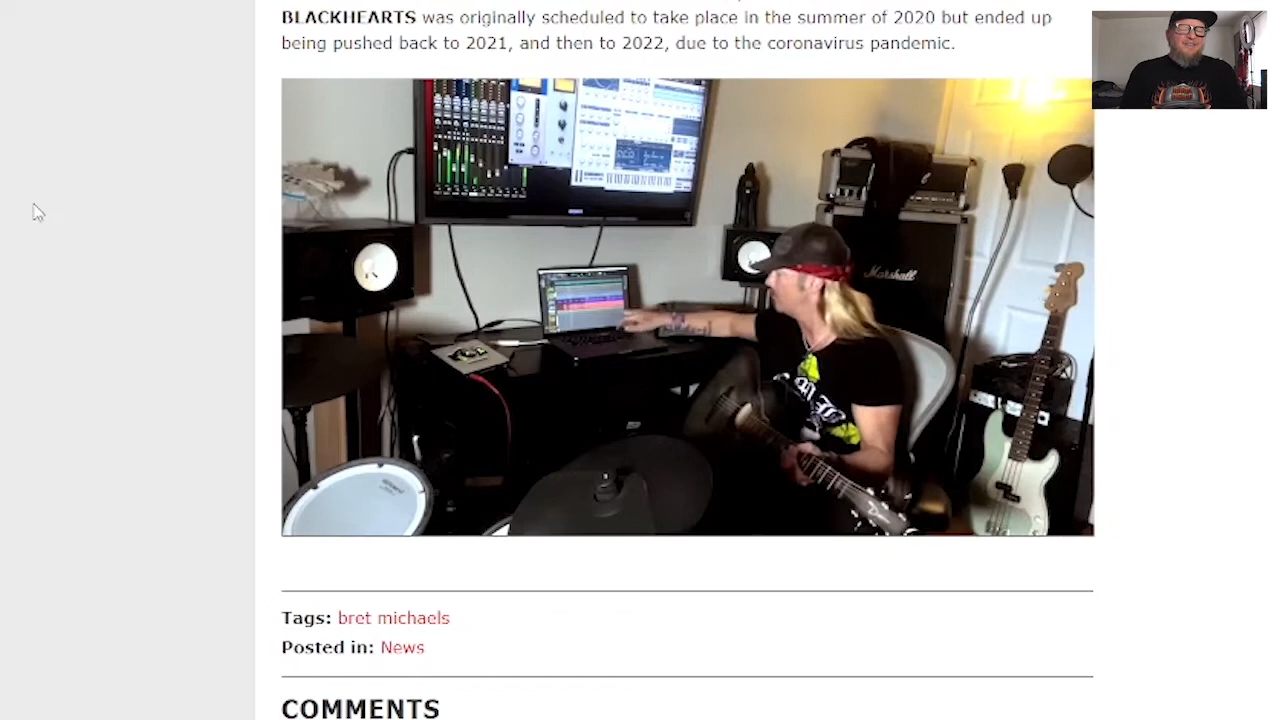 BLACKHEARTS was originally scheduled to take place in the summer of 2020 but ended up
being pushed back to 2021, and then to 2022, due to the coronavirus pandemic.
Marshall
Roland
Tags: bret michaels
Posted in: News
COMMENTS